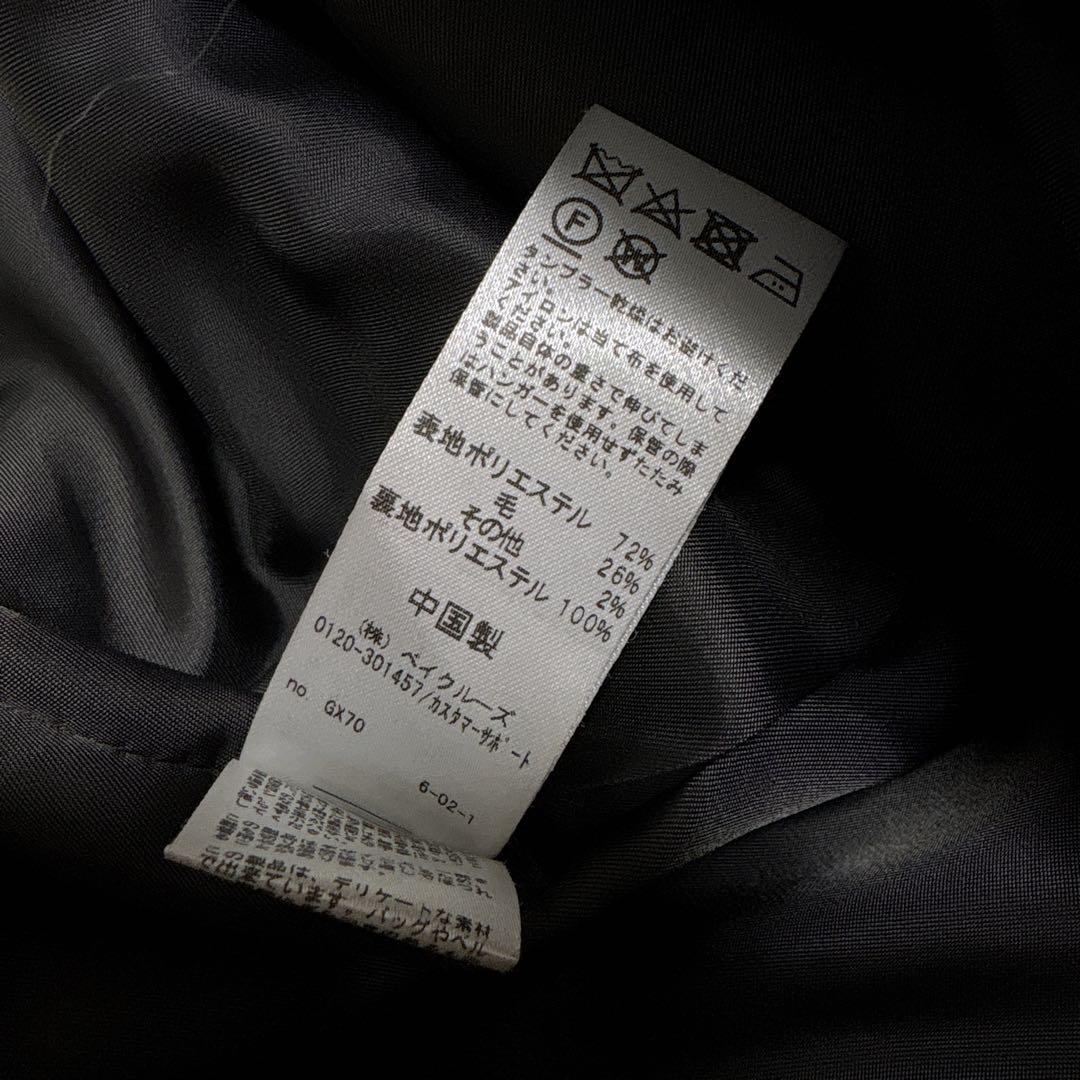 F
W
タンブラー乾燥はお避けくだ
さい。
アイロンは当て布を使用して
ください。
製品自体の重さで伸びてしま
うことがあります。保管の際
はハンガーを使用せずたたみ
保管にしてください。
表地ポリエステル 72%
毛 26%
その他 2%
裏地ポリエステル 100%
中国製
(株) ベイクルーズ
0120-301457/カスタマーサポート
no GX70
6-02-1
の製品は、デリケートな素材
で出来ています。バッグやベル